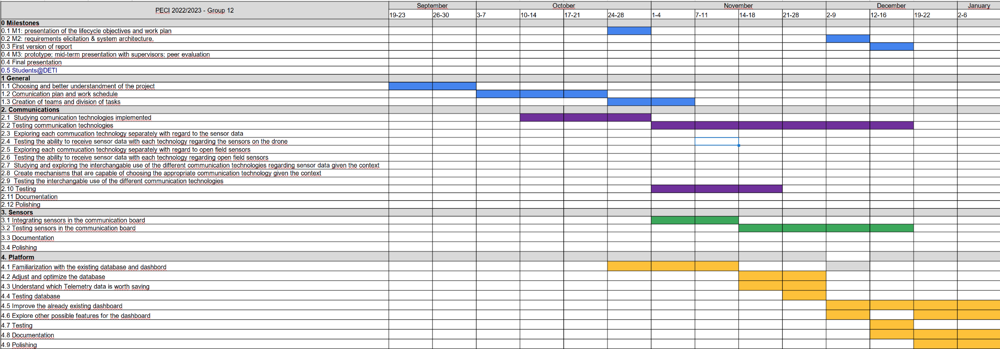 PECI 2022/2023 - Group 12
September October November December January
19-23 26-30 3-7 10-14 17-21 24-28 1-4 7-11 14-18 21-28 2-9 12-16 19-22 2-6
0 Milestones
0.1 M1: presentation of the lifecycle objectives and work plan
0.2 M2: requirements elicitation & system architecture.
0.3 First version of report
0.4 M3: prototype; mid-term presentation with supervisors; peer evaluation
0.4 Final presentation
0.5 Students@DETI
1 General
1.1 Choosing and better understandment of the project
1.2 Comunication plan and work schedule
1.3 Creation of teams and division of tasks
2. Communications
2.1 Studying comunication technologies implemented
2.2 Testing communication technologies
2.3 Exploring each commucation technology separately with regard to the sensor data
2.4 Testing the ability to receive sensor data with each technology regarding the sensors on the drone
2.5 Exploring each commucation technology separately with regard to open field sensors
2.6 Testing the ability to receive sensor data with each technology regarding open field sensors
2.7 Studying and exploring the interchangable use of the different communication technologies regarding sensor data given the context
2.8 Create mechanisms that are capable of choosing the appropriate communication technology given the context
2.9 Testing the interchangable use of the different communication technologies
2.10 Testing
2.11 Documentation
2.12 Polishing
3. Sensors
3.1 Integrating sensors in the communication board
3.2 Testing sensors in the communication board
3.3 Documentation
3.4 Polishing
4. Platform
4.1 Familiarization with the existing database and dashbord
4.2 Adjust and optimize the database
4.3 Understand which Telemetry data is worth saving
4.4 Testing database
4.5 Improve the already existing dashboard
4.6 Explore other possible features for the dashboard
4.7 Testing
4.8 Documentation
4.9 Polishing